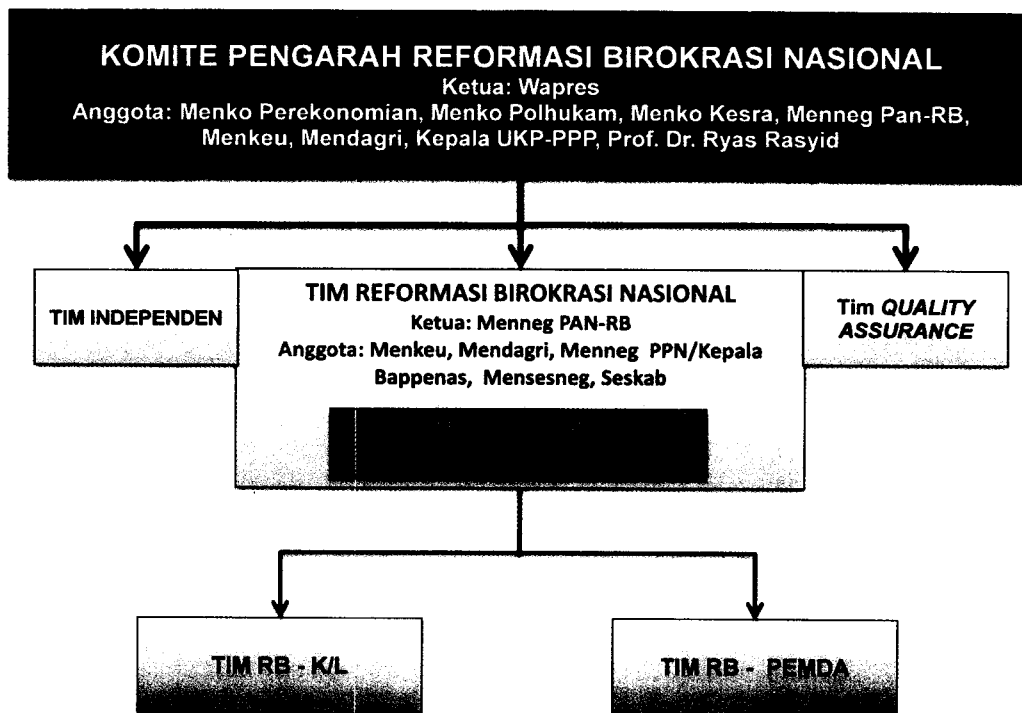 KOMITE PENGARAH REFORMASI BIROKRASI NASIONAL
Ketua: Wapres
Anggota: Menko Perekonomian, Menko Polhukam, Menko Kesra, Menneg Pan-RB,
Menkeu, Mendagri, Kepala UKP-PPP, Prof. Dr. Ryas Rasyid
TIM INDEPENDEN
TIM REFORMASI BIROKRASI NASIONAL
Ketua: Menneg PAN-RB
Anggota: Menkeu, Mendagri, Menneg PPN/Kepala
Bappenas, Mensesneg, Seskab
Tim QUALITY
ASSURANCE
TIM RB - K/L
TIM RB - PEMDA